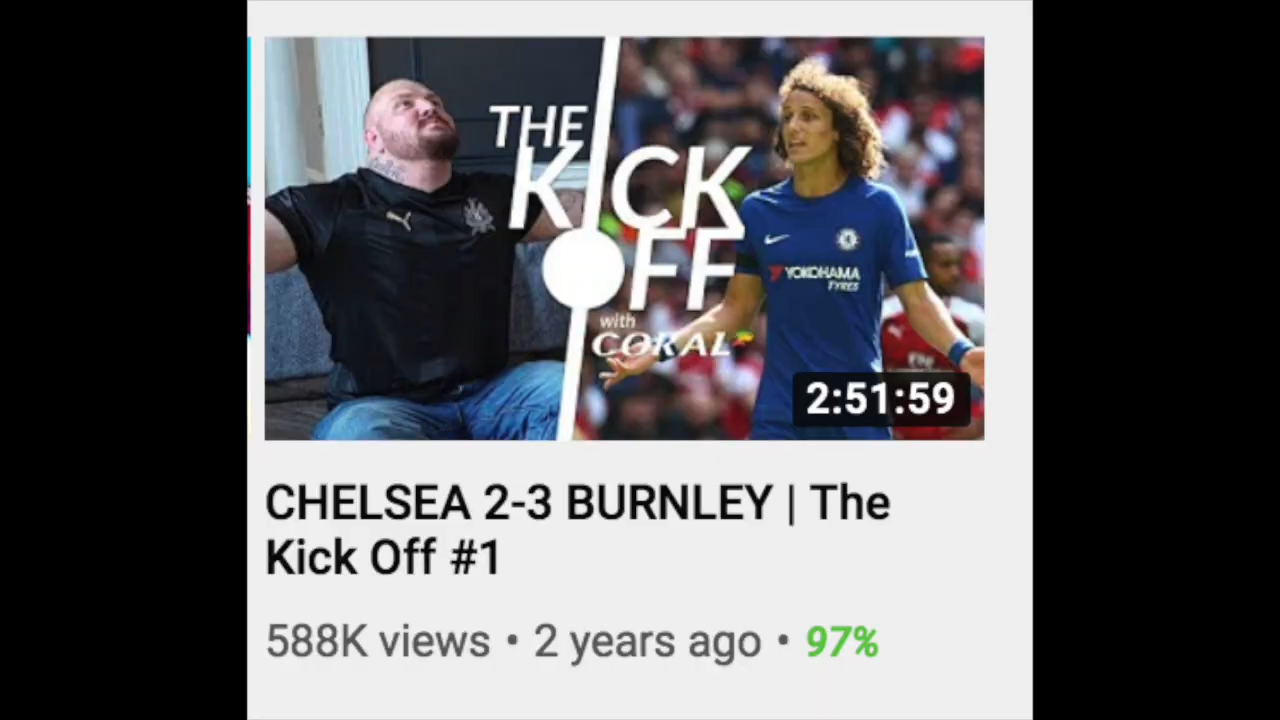 THE
KICK
OFF
with
CORAL
YOKOHAMA
TYRES
2:51:59
CHELSEA 2-3 BURNLEY | The
Kick Off #1
588K views • 2 years ago • 97%